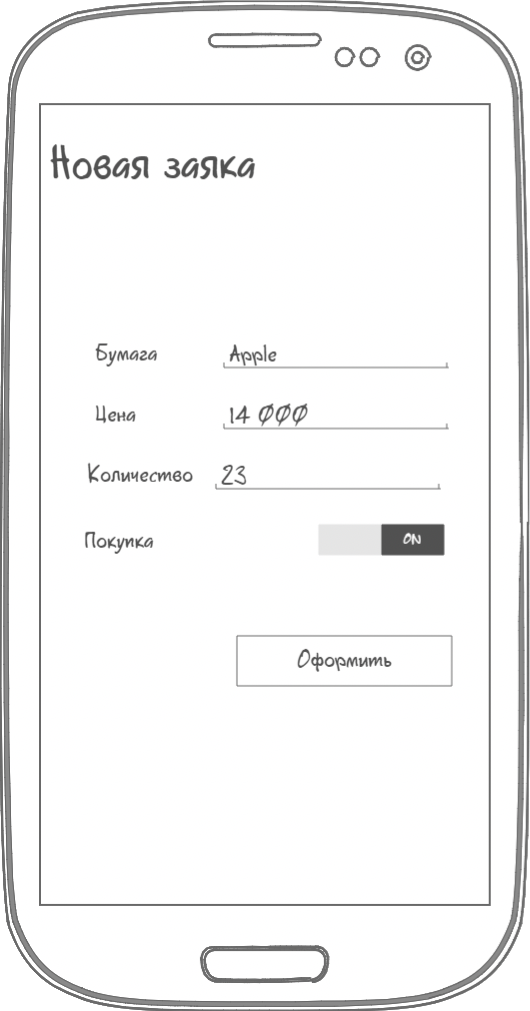 Новая заяка
Бумага Apple
Цена 14 000
Количество 23
Покупка ON
Оформить